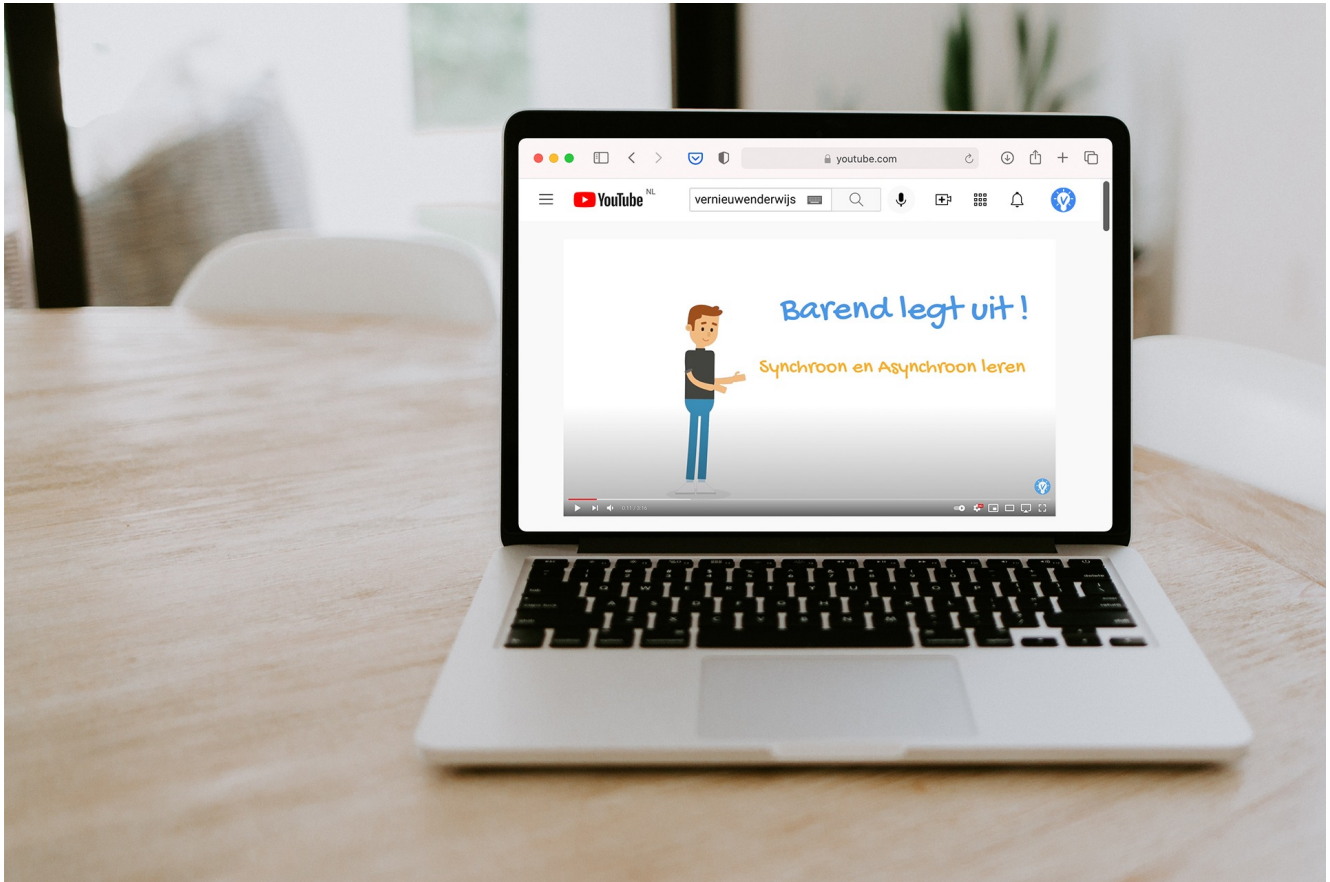 youtube.com
YouTube NL
vernieuwenderwijs
Barend legt uit !
Synchroon en Asynchroon leren